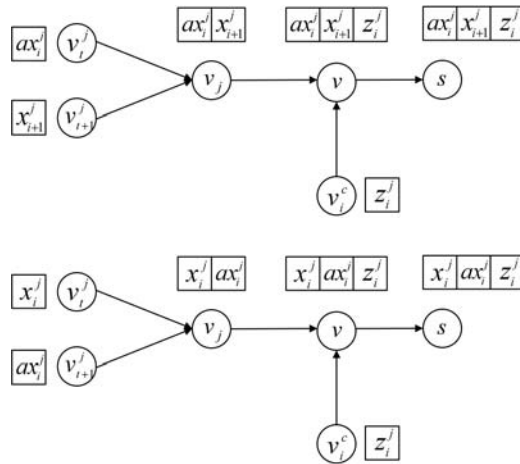 ax_i^j x_{i+1}^j ax_i^j x_{i+1}^j z_i^j ax_i^j x_{i+1}^j z_i^j
ax_i^j v_t^j
v_j v s
x_{i+1}^j v_{t+1}^j
v_i^c z_i^j
x_i^j ax_i^j x_i^j ax_i^j z_i^j x_i^j ax_i^j z_i^j
x_i^j v_t^j
v_j v s
ax_i^j v_{t+1}^j
v_i^c z_i^j